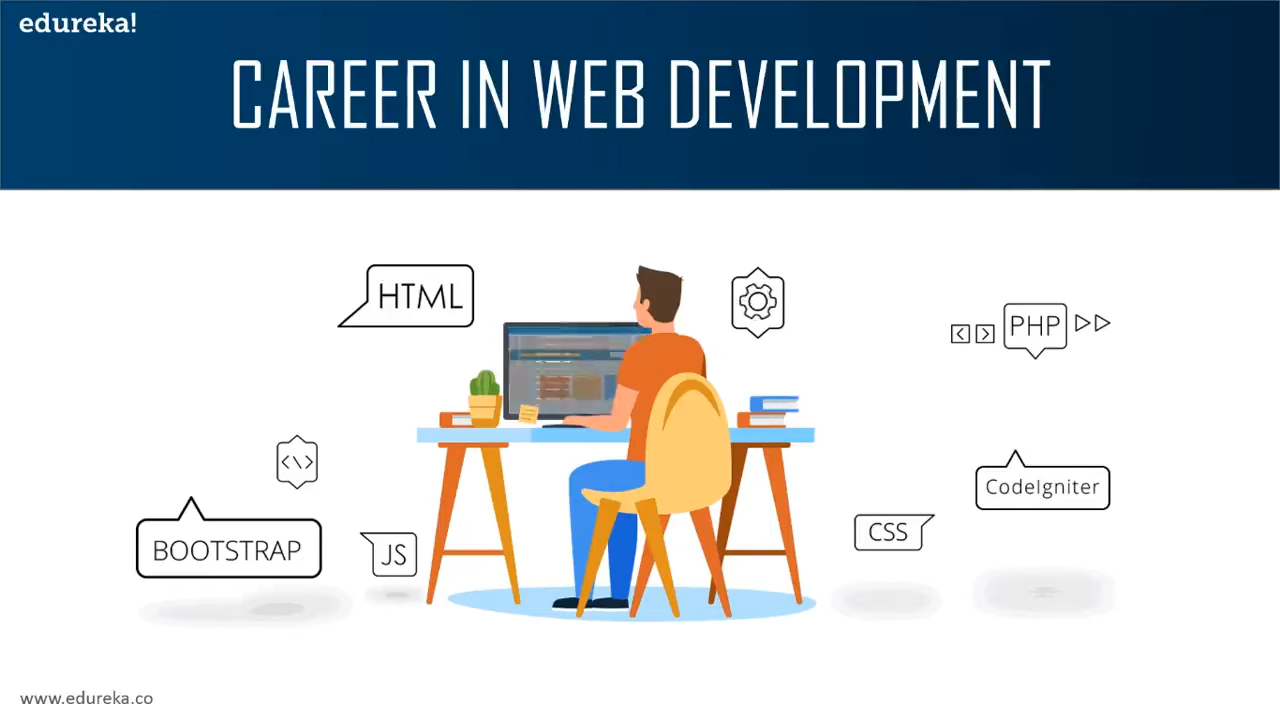 edureka!
CAREER IN WEB DEVELOPMENT
HTML
PHP
<\>
CodeIgniter
BOOTSTRAP
JS
CSS
www.edureka.co